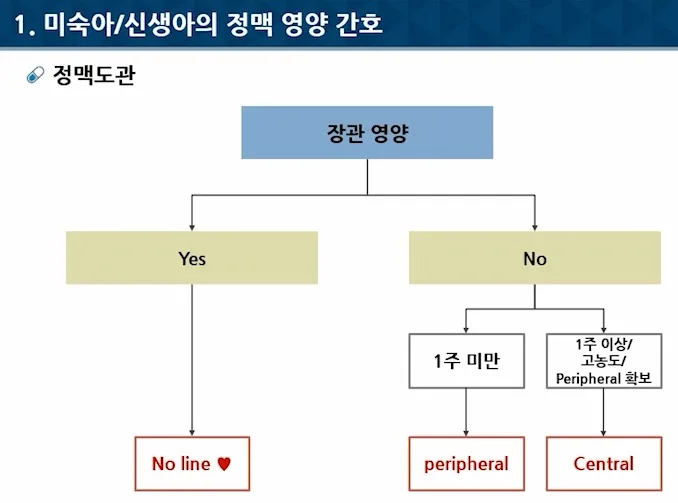 1. 미숙아/신생아의 정맥 영양 간호
정맥도관
장관 영양
Yes
No
1주 미만
1주 이상/
고농도/
Peripheral 확보
No line ♥
peripheral
Central